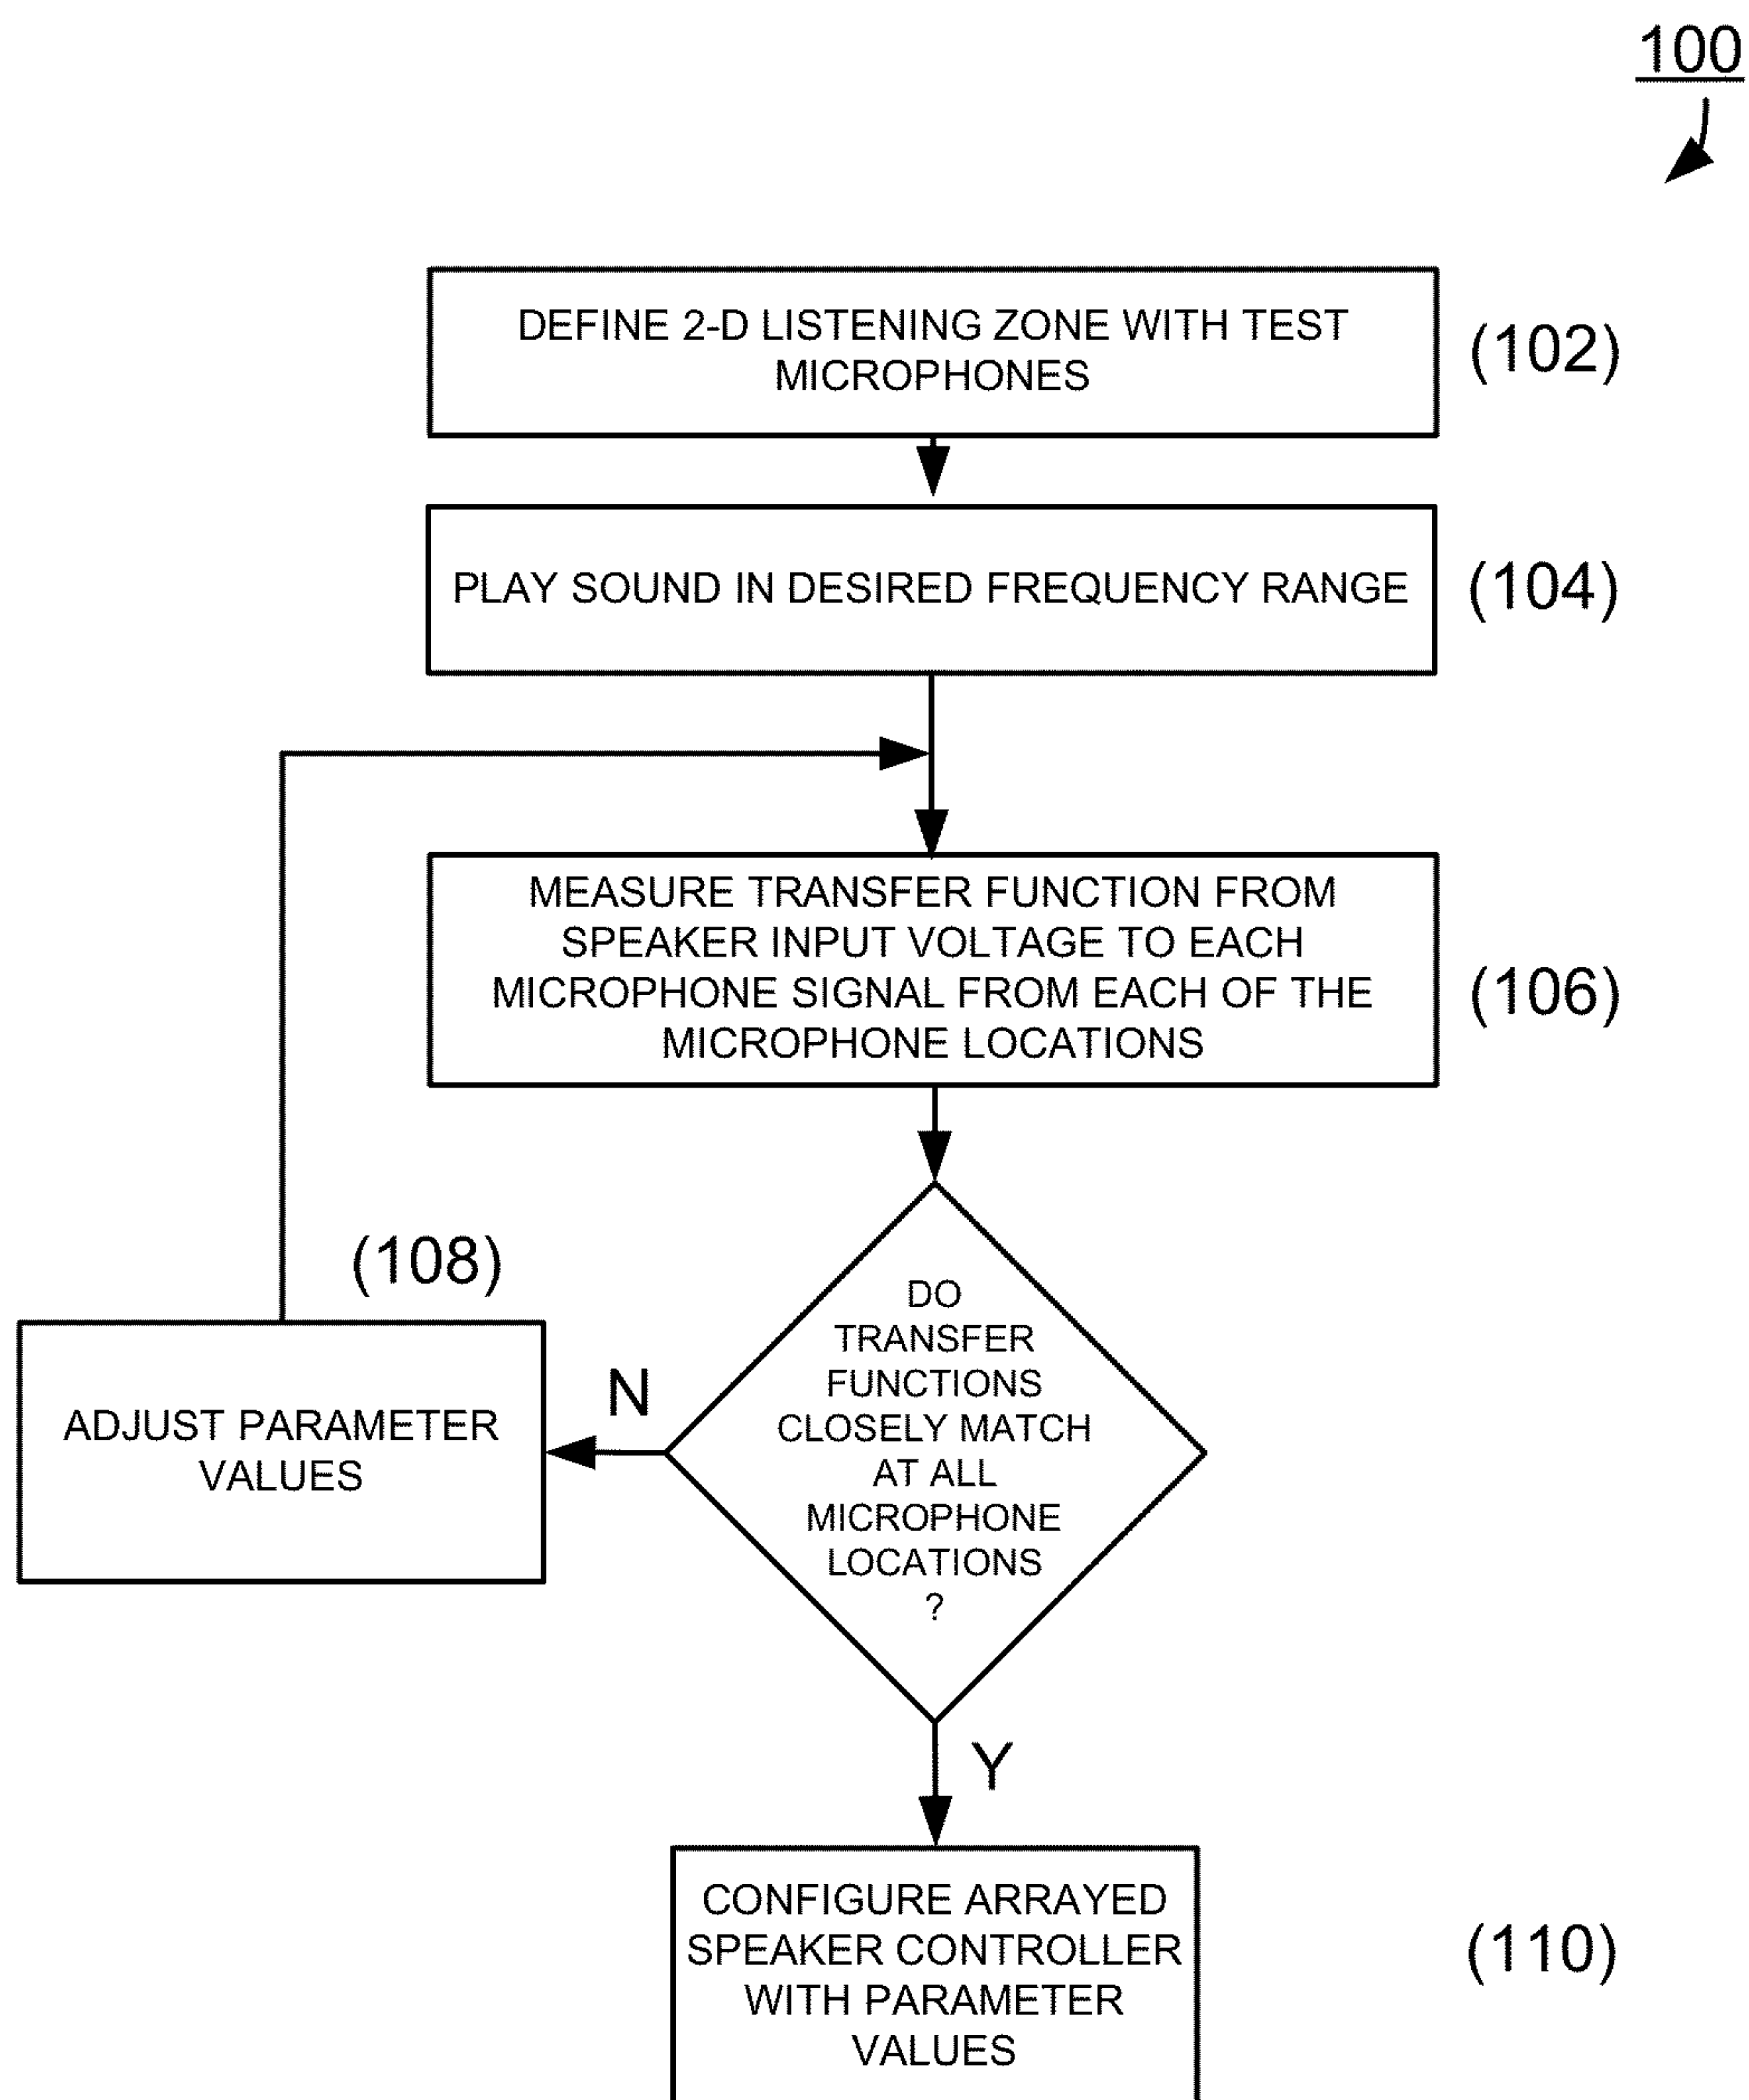 100
DEFINE 2-D LISTENING ZONE WITH TEST
MICROPHONES
(102)
PLAY SOUND IN DESIRED FREQUENCY RANGE
(104)
MEASURE TRANSFER FUNCTION FROM
SPEAKER INPUT VOLTAGE TO EACH
MICROPHONE SIGNAL FROM EACH OF THE
MICROPHONE LOCATIONS
(106)
DO
TRANSFER
FUNCTIONS
CLOSELY MATCH
AT ALL
MICROPHONE
LOCATIONS
?
N
(108)
ADJUST PARAMETER
VALUES
Y
CONFIGURE ARRAYED
SPEAKER CONTROLLER
WITH PARAMETER
VALUES
(110)